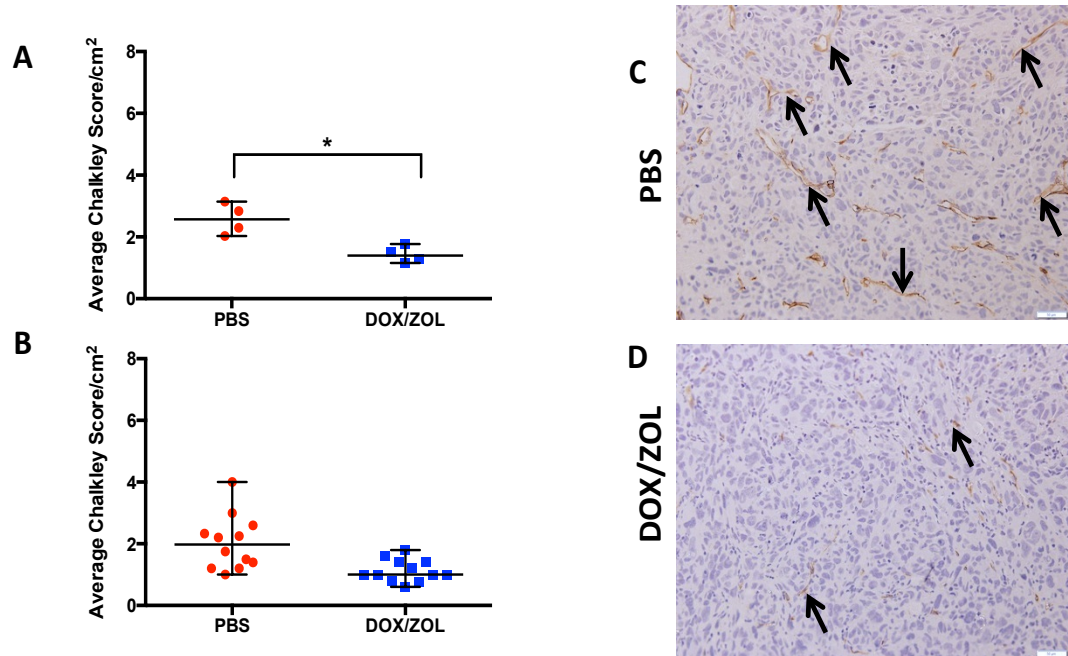 A
Average Chalkley Score/cm²
8
6
4
2
0
*
PBS
DOX/ZOL
B
Average Chalkley Score/cm²
8
6
4
2
0
PBS
DOX/ZOL
C
PBS
D
DOX/ZOL